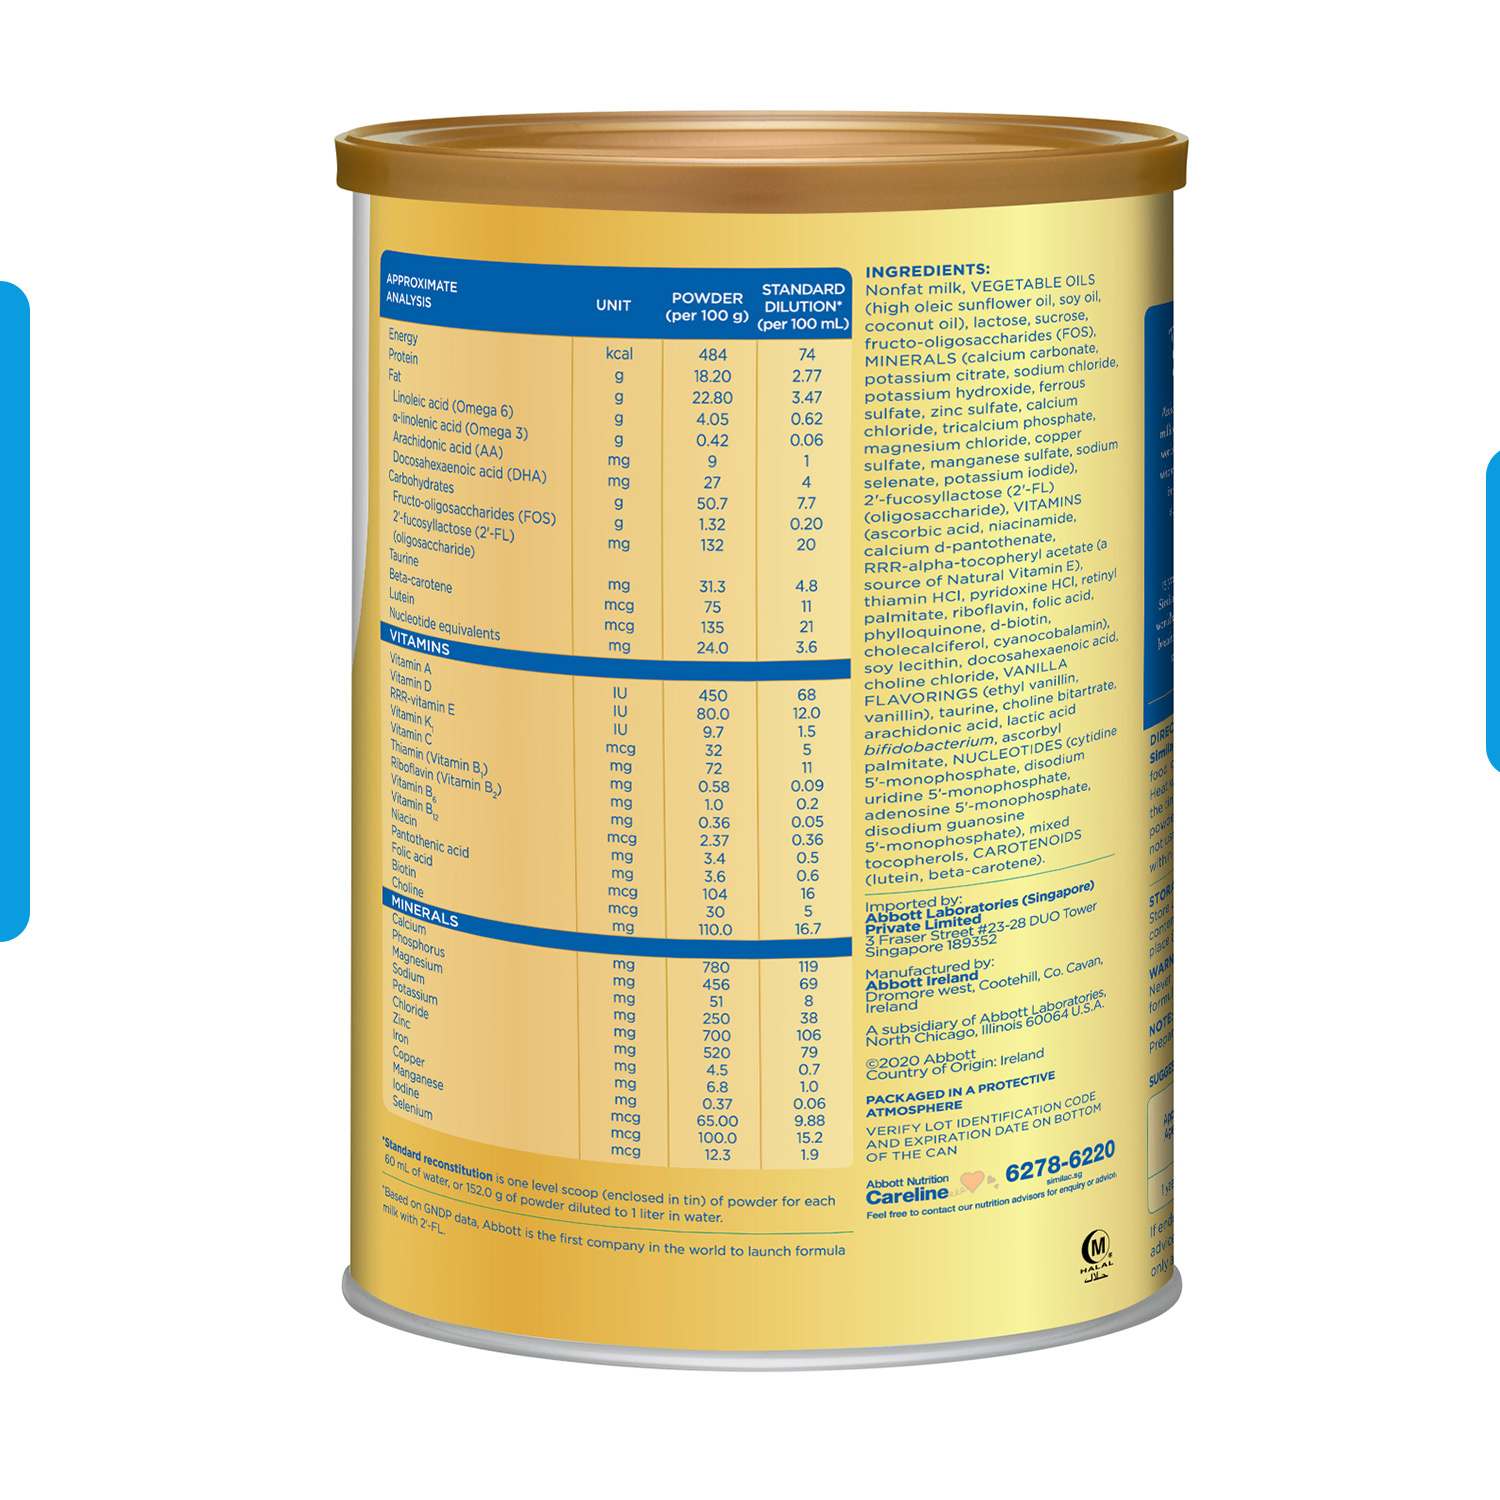 APPROXIMATE
ANALYSIS
UNIT
POWDER
(per 100 g)
STANDARD
DILUTION*
(per 100 mL)
Energy kcal 484 74
Protein g 18.20 2.77
Fat g 22.80 3.47
Linoleic acid (Omega 6) g 4.05 0.62
α-linolenic acid (Omega 3) g 0.42 0.06
Arachidonic acid (AA) mg 9 1
Docosahexaenoic acid (DHA) mg 27 4
Carbohydrates g 50.7 7.7
Fructo-oligosaccharides (FOS) g 1.32 0.20
2'-fucosyllactose (2'-FL) mg 132 20
(oligosaccharide)
Taurine mg 31.3 4.8
Beta-carotene mcg 75 11
Lutein mcg 135 21
Nucleotide equivalents mg 24.0 3.6
VITAMINS
Vitamin A IU 450 68
Vitamin D IU 80.0 12.0
RRR-vitamin E IU 9.7 1.5
Vitamin K1 mcg 32 5
Vitamin C mg 72 11
Thiamin (Vitamin B1) mg 0.58 0.09
Riboflavin (Vitamin B2) mg 1.0 0.2
Vitamin B6 mg 0.36 0.05
Vitamin B12 mcg 2.37 0.36
Niacin mg 3.4 0.5
Pantothenic acid mg 3.6 0.6
Folic acid mcg 104 16
Biotin mcg 30 5
Choline mg 110.0 16.7
MINERALS
Calcium mg 780 119
Phosphorus mg 456 69
Magnesium mg 51 8
Sodium mg 250 38
Potassium mg 700 106
Chloride mg 520 79
Zinc mg 4.5 0.7
Iron mg 6.8 1.0
Copper mg 0.37 0.06
Manganese mcg 65.00 9.88
Iodine mcg 100.0 15.2
Selenium mcg 12.3 1.9
*Standard reconstitution is one level scoop (enclosed in tin) of powder for each
60 mL of water, or 152.0 g of powder diluted to 1 liter in water.
*Based on GNDP data, Abbott is the first company in the world to launch formula
milk with 2'-FL.
INGREDIENTS:
Nonfat milk, VEGETABLE OILS
(high oleic sunflower oil, soy oil,
coconut oil), lactose, sucrose,
fructo-oligosaccharides (FOS),
MINERALS (calcium carbonate,
potassium citrate, sodium chloride,
potassium hydroxide, ferrous
sulfate, zinc sulfate, calcium
chloride, tricalcium phosphate,
magnesium chloride, copper
sulfate, manganese sulfate, sodium
selenate, potassium iodide),
2'-fucosyllactose (2'-FL)
(oligosaccharide), VITAMINS
(ascorbic acid, niacinamide,
calcium d-pantothenate,
RRR-alpha-tocopheryl acetate (a
source of Natural Vitamin E),
thiamin HCI, pyridoxine HCI, retinyl
palmitate, riboflavin, folic acid,
phylloquinone, d-biotin,
cholecalciferol, cyanocobalamin),
soy lecithin, docosahexaenoic acid,
choline chloride, VANILLA
FLAVORINGS (ethyl vanillin,
vanillin), taurine, choline bitartrate,
arachidonic acid, lactic acid
bifidobacterium, ascorbyl
palmitate, NUCLEOTIDES (cytidine
5'-monophosphate, disodium
uridine 5'-monophosphate,
adenosine 5'-monophosphate,
disodium guanosine
5'-monophosphate), mixed
tocopherols, CAROTENOIDS
(lutein, beta-carotene).
Imported by:
Abbott Laboratories (Singapore)
Private Limited
3 Fraser Street #23-28 DUO Tower
Singapore 189352
Manufactured by:
Abbott Ireland
Dromore west, Cootehill, Co. Cavan,
Ireland
A subsidiary of Abbott Laboratories,
North Chicago, Illinois 60064 U.S.A.
©2020 Abbott
Country of Origin: Ireland
PACKAGED IN A PROTECTIVE
ATMOSPHERE
VERIFY LOT IDENTIFICATION CODE
AND EXPIRATION DATE ON BOTTOM
OF THE CAN
Abbott Nutrition
Careline
6278-6220
similac.sg
Feel free to contact our nutrition advisors for enquiry or advice.
M
HALAL
حلال